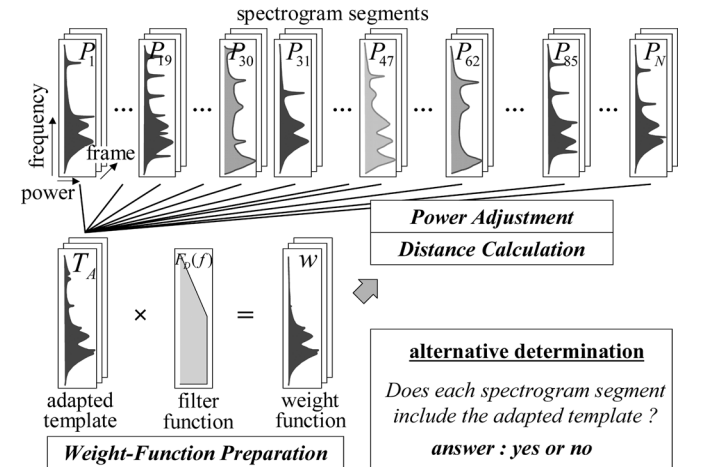 spectrogram segments
P1 P19 P30 P31 P47 P62 P85 PN
... ... ... ... ... ...
frequency
frame
power
Power Adjustment
Distance Calculation
TA × FD(f) = w
adapted template
filter function
weight function
Weight-Function Preparation
alternative determination
Does each spectrogram segment
include the adapted template ?
answer : yes or no